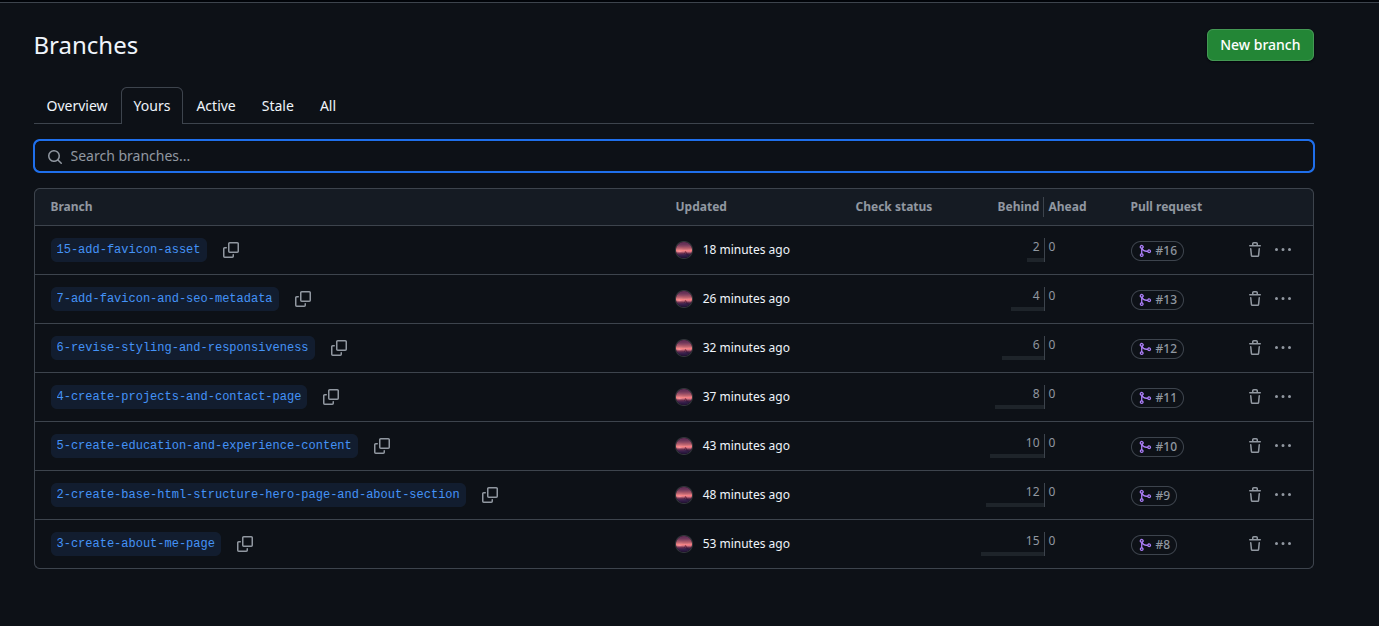 Branches
New branch
Overview Yours Active Stale All
Search branches...
Branch Updated Check status Behind Ahead Pull request
15-add-favicon-asset 18 minutes ago 2 0 #16
7-add-favicon-and-seo-metadata 26 minutes ago 4 0 #13
6-revise-styling-and-responsiveness 32 minutes ago 6 0 #12
4-create-projects-and-contact-page 37 minutes ago 8 0 #11
5-create-education-and-experience-content 43 minutes ago 10 0 #10
2-create-base-html-structure-hero-page-and-about-section 48 minutes ago 12 0 #9
3-create-about-me-page 53 minutes ago 15 0 #8